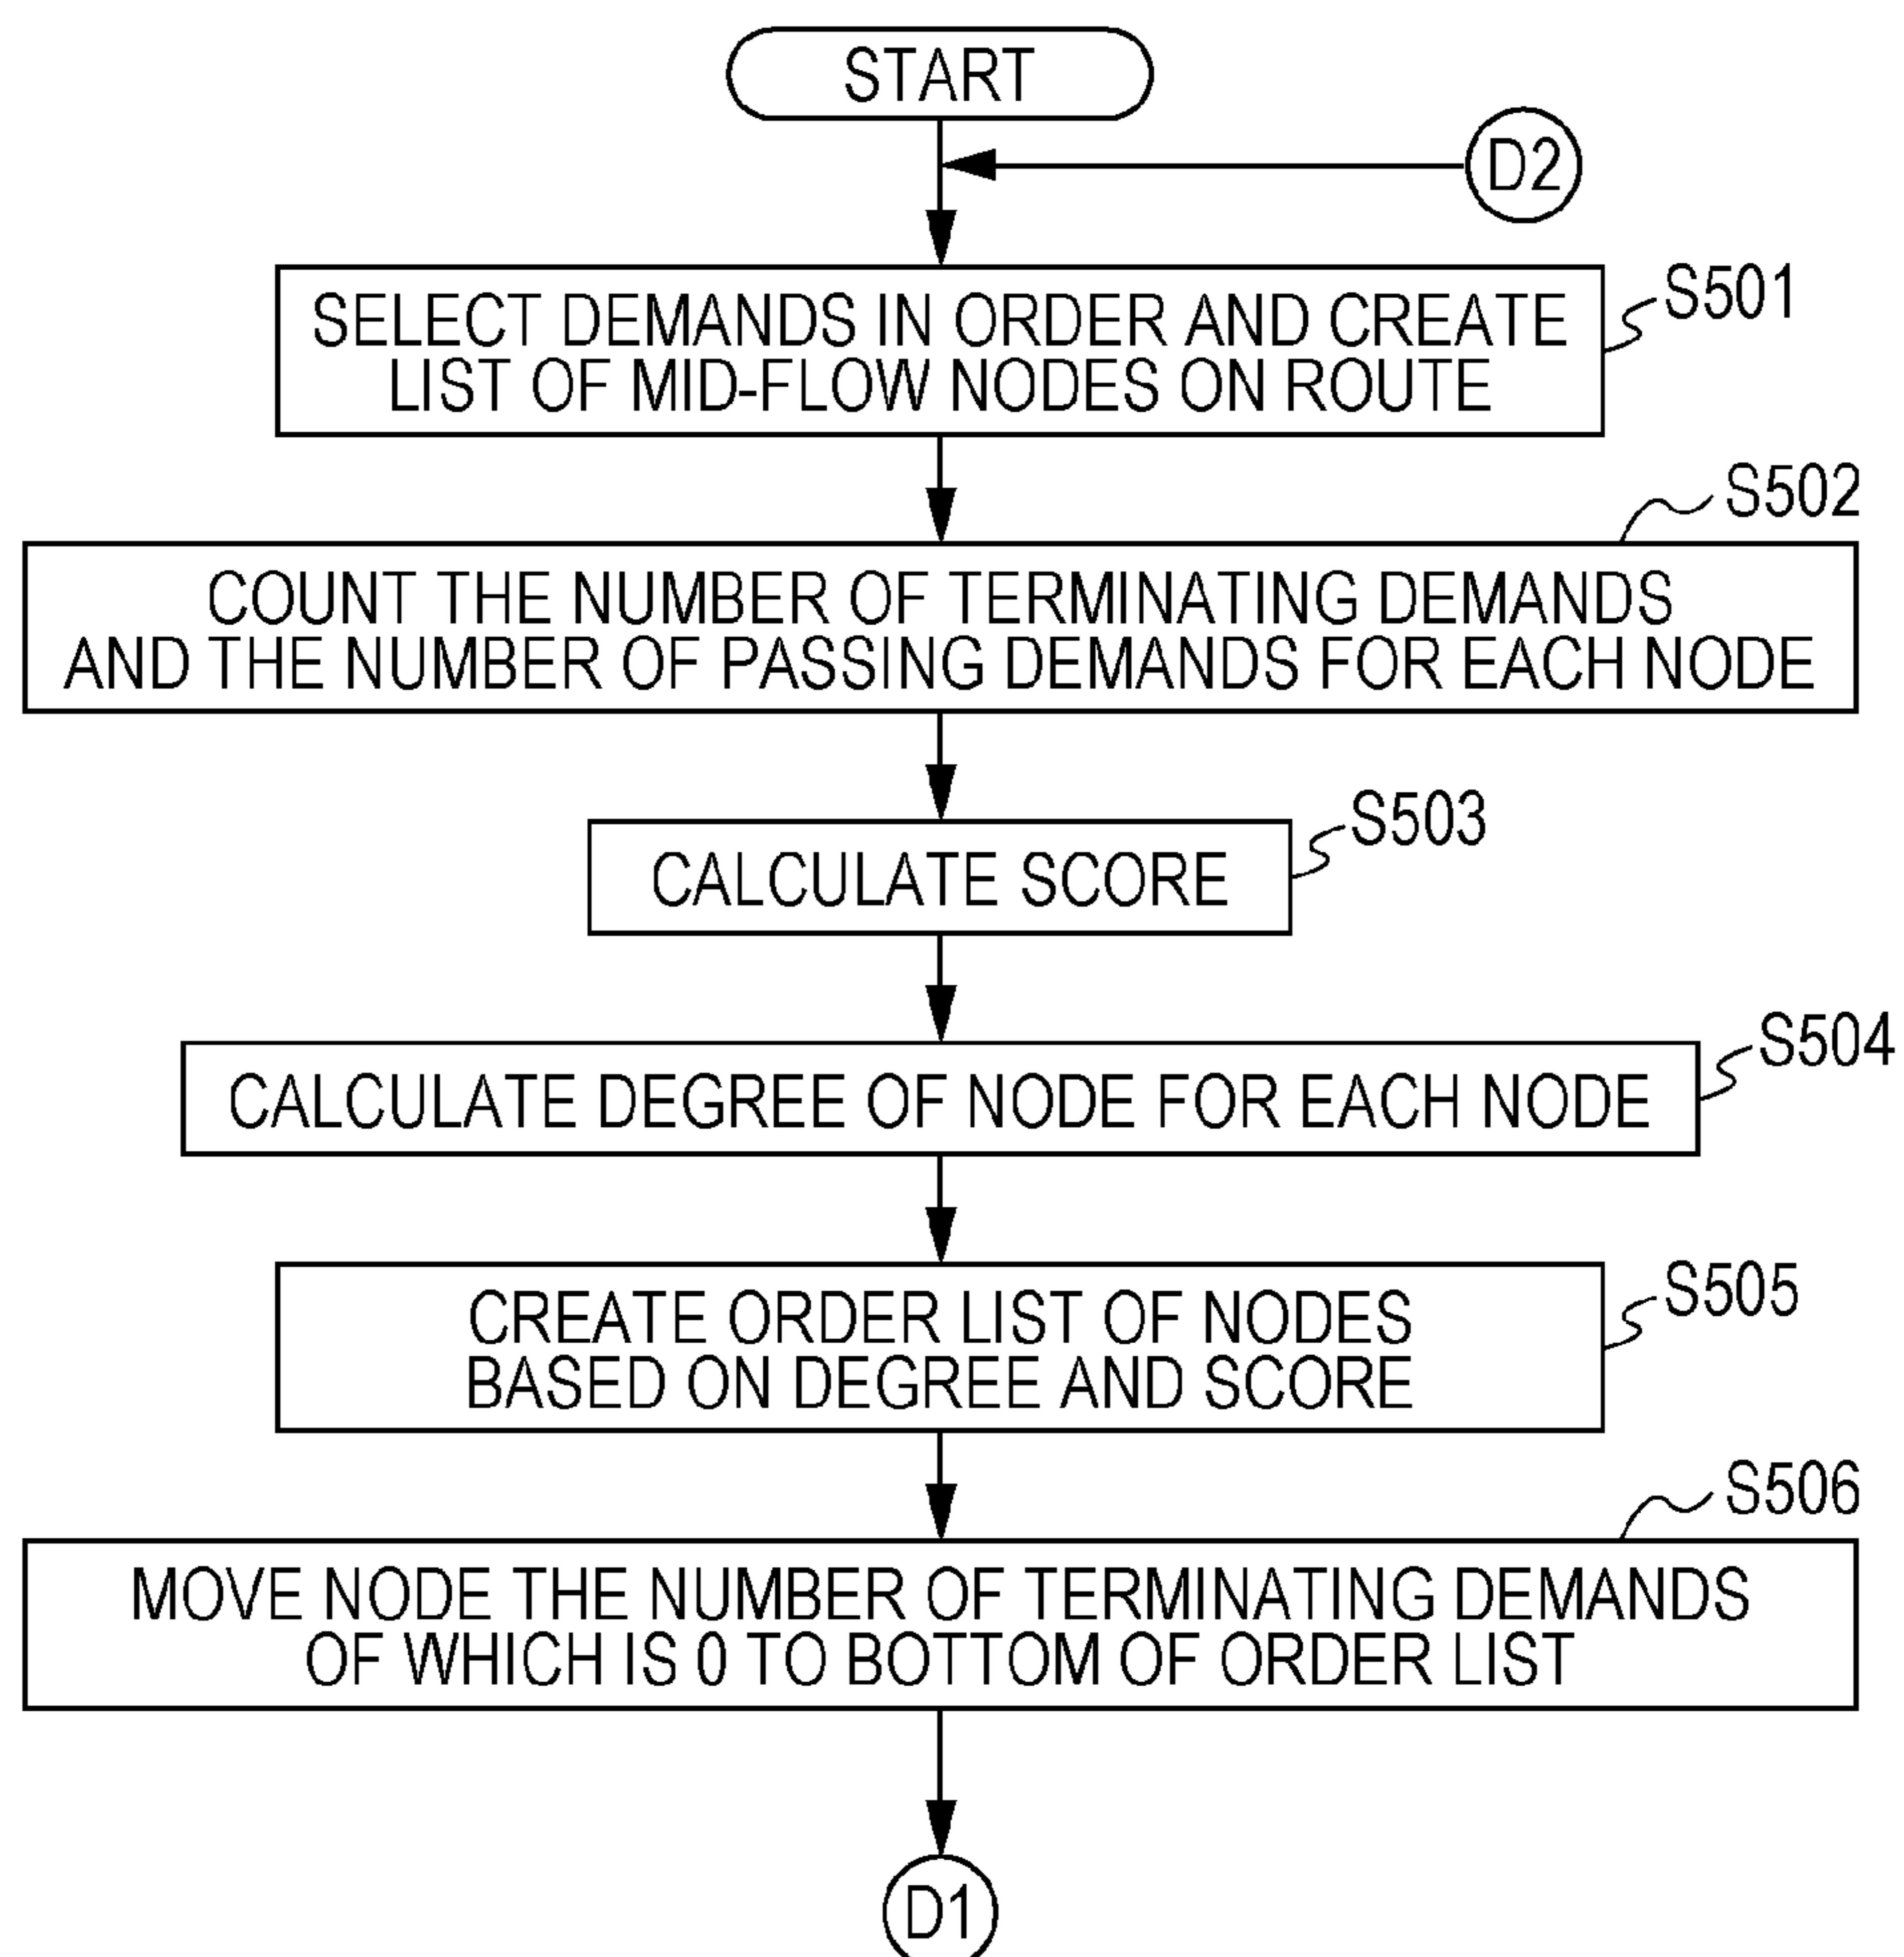 START
D2
S501
SELECT DEMANDS IN ORDER AND CREATE
LIST OF MID-FLOW NODES ON ROUTE
S502
COUNT THE NUMBER OF TERMINATING DEMANDS
AND THE NUMBER OF PASSING DEMANDS FOR EACH NODE
S503
CALCULATE SCORE
S504
CALCULATE DEGREE OF NODE FOR EACH NODE
S505
CREATE ORDER LIST OF NODES
BASED ON DEGREE AND SCORE
S506
MOVE NODE THE NUMBER OF TERMINATING DEMANDS
OF WHICH IS 0 TO BOTTOM OF ORDER LIST
D1